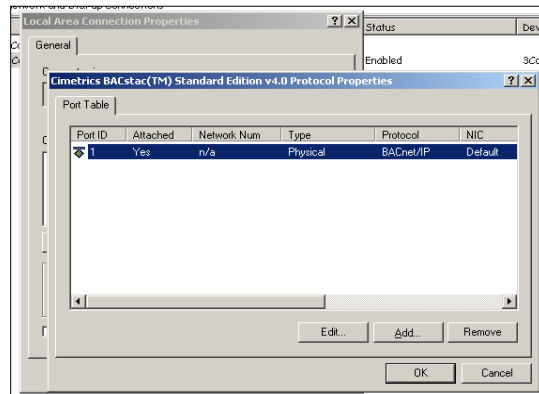 Local Area Connection Properties
Status
General
Enabled
Cimetrics BACstac(TM) Standard Edition v4.0 Protocol Properties
Port Table
Port ID Attached Network Num Type Protocol NIC
1 Yes n/a Physical BACnet/IP Default
Edit... Add... Remove
OK Cancel